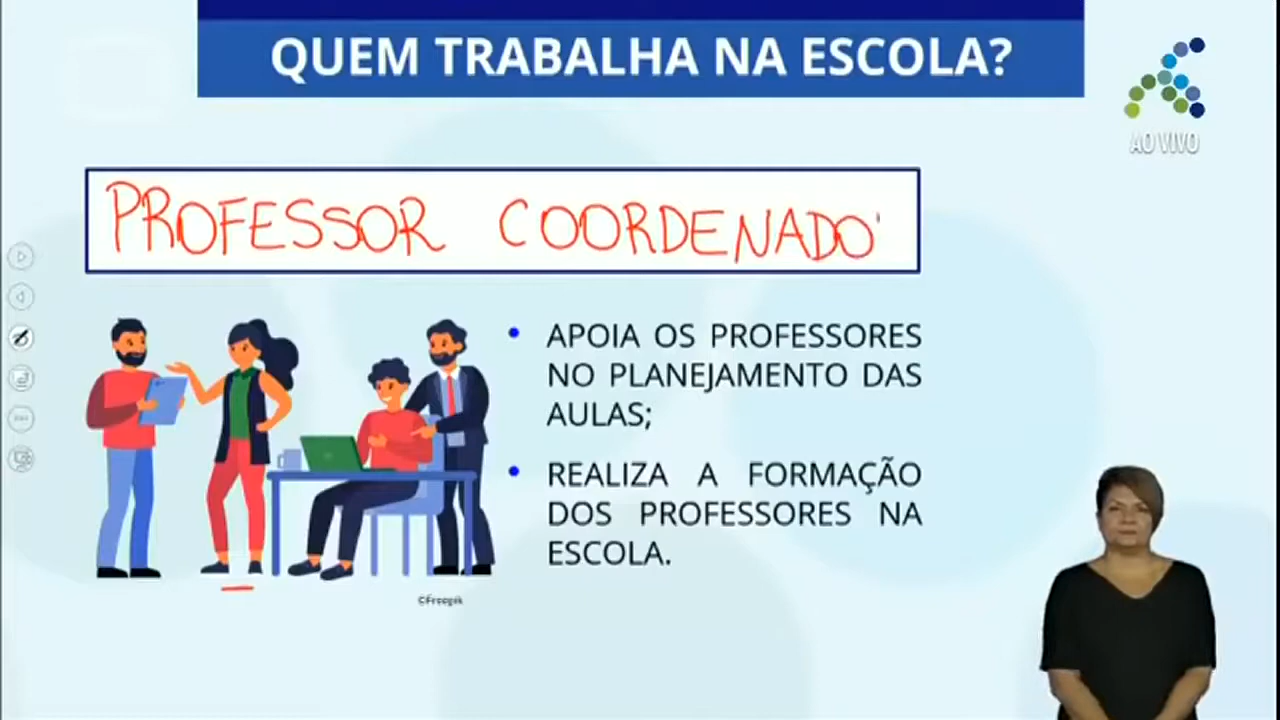 QUEM TRABALHA NA ESCOLA?
AO VIVO
PROFESSOR COORDENADO
• APOIA OS PROFESSORES
NO PLANEJAMENTO DAS
AULAS;
• REALIZA A FORMAÇÃO
DOS PROFESSORES NA
ESCOLA.
©Freepik